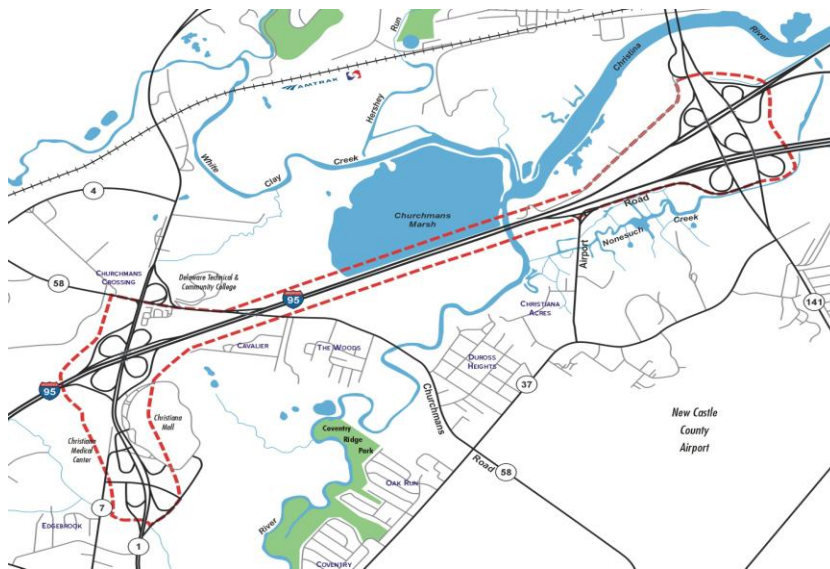 Run
River
Christina
AMTRAK
Hershey
White
Clay
Creek
4
Churchmans
Marsh
Road
Nonesuch
Creek
Airport
CHURCHMANS
CROSSING
58
Delaware Technical &
Community College
95
CHRISTIANA
ACRES
141
CAVALIER
THE WOODS
DUROSS
HEIGHTS
37
95
Churchmans
Road
58
New Castle
County
Airport
Christiana
Mall
Christiana
Medical
Center
Coventry
Ridge
Park
OAK RUN
7
EDGEBROOK
River
1
COVENTRY